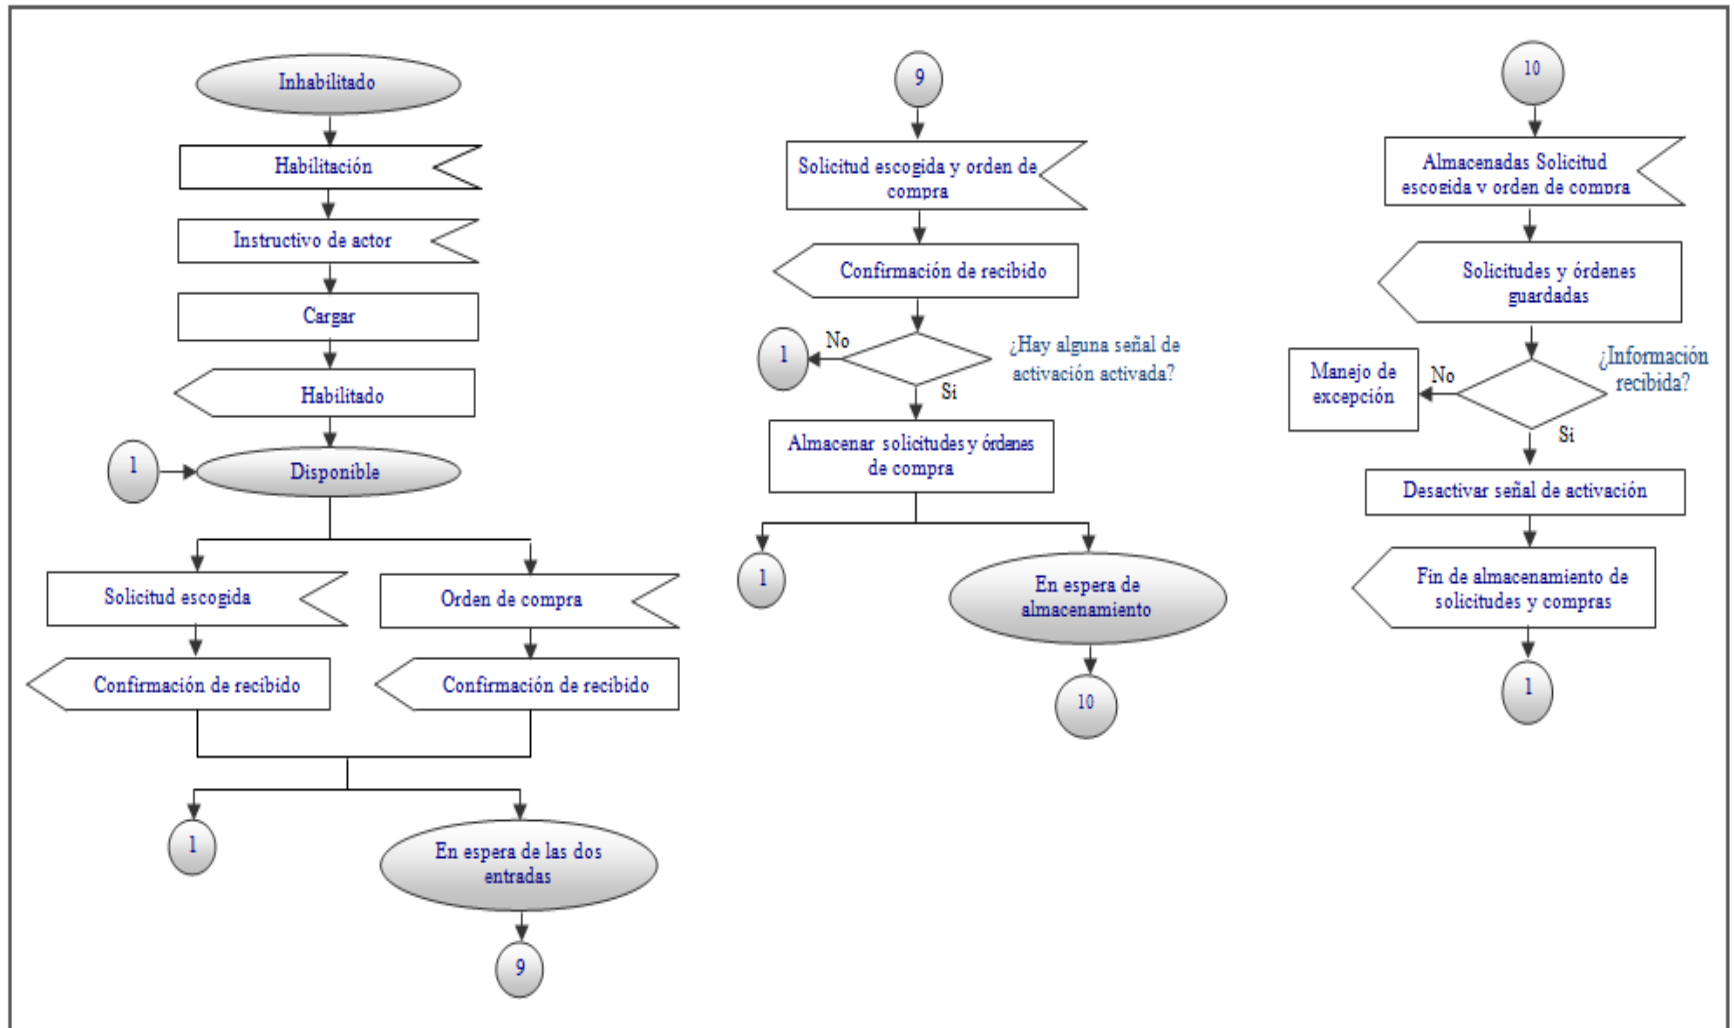 Inhabilitado
Habilitación
Instructivo de actor
Cargar
Habilitado
1
Disponible
Solicitud escogida
Orden de compra
Confirmación de recibido
Confirmación de recibido
1
En espera de las dos
entradas
9
9
Solicitud escogida y orden de
compra
Confirmación de recibido
1
No
¿Hay alguna señal de
activación activada?
Si
Almacenar solicitudes y órdenes
de compra
1
En espera de
almacenamiento
10
10
Almacenadas Solicitud
escogida y orden de compra
Solicitudes y órdenes
guardadas
Manejo de
excepción
No
¿Información
recibida?
Si
Desactivar señal de activación
Fin de almacenamiento de
solicitudes y compras
1